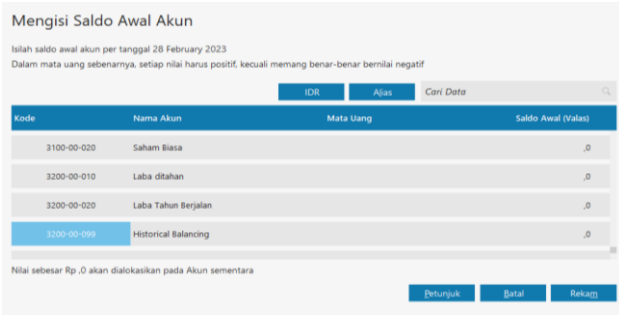 Mengisi Saldo Awal Akun
Isilah saldo awal akun per tanggal 28 February 2023
Dalam mata uang sebenarnya, setiap nilai harus positif, kecuali memang benar-benar bernilai negatif
IDR Alias Cari Data
Kode Nama Akun Mata Uang Saldo Awal (Valas)
3100-00-020 Saham Biasa ,0
3200-00-010 Laba ditahan ,0
3200-00-020 Laba Tahun Berjalan ,0
3200-00-099 Historical Balancing ,0
Nilai sebesar Rp ,0 akan dialokasikan pada Akun sementara
Petunjuk Batal Rekam